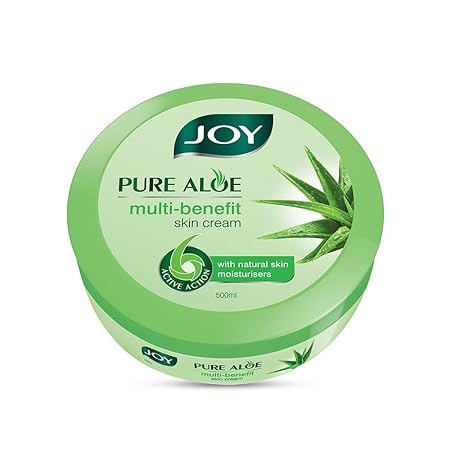 JOY
PURE ALOE
multi-benefit
skin cream
ACTIVE ACTION
with natural skin
moisturisers
500ml
JOY
PURE ALOE
multi-benefit
skin cream